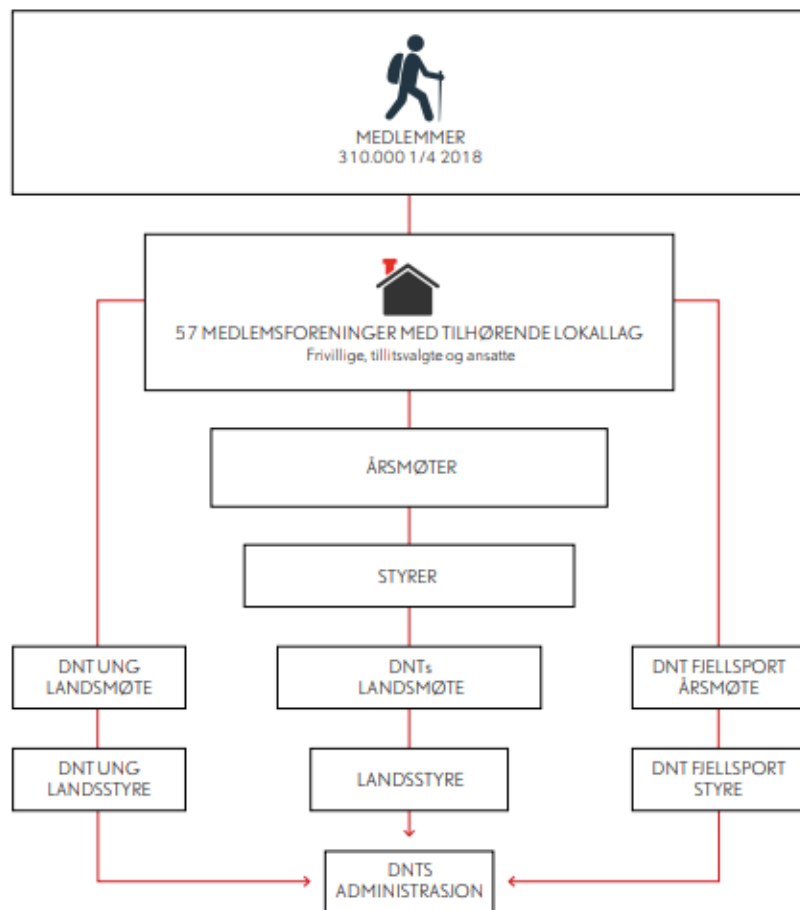 MEDLEMMER
310.000 1/4 2018
57 MEDLEMSFORENINGER MED TILHØRENDE LOKALLAG
Frivillige, tillitsvalgte og ansatte
ÅRSMØTER
STYRER
DNT UNG
LANDSMØTE
DNTs
LANDSMØTE
DNT FJELLSPORT
ÅRSMØTE
DNT UNG
LANDSSTYRE
LANDSSTYRE
DNT FJELLSPORT
STYRE
DNTS
ADMINISTRASJON